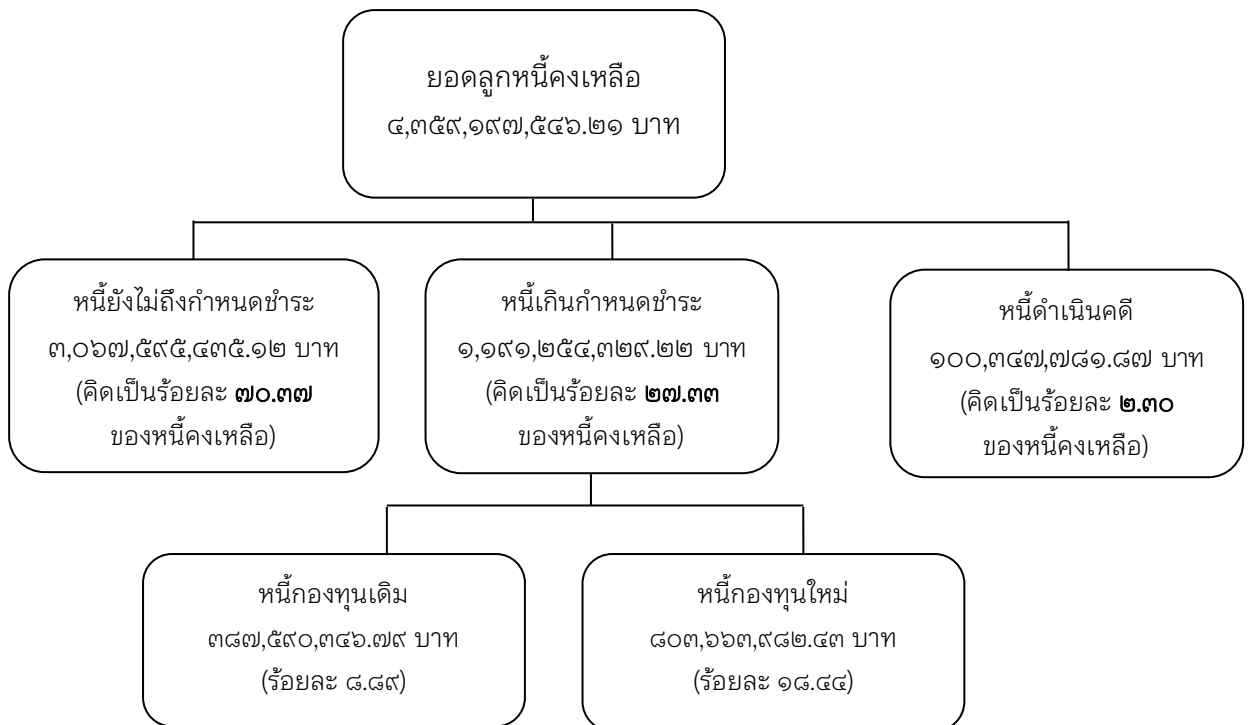 ยอดลูกหนี้คงเหลือ
๔,๓๕๙,๑๙๗,๕๔๖.๒๑ บาท
หนี้ยังไม่ถึงกำหนดชำระ
๓,๐๖๗,๕๙๕,๔๓๕.๑๒ บาท
(คิดเป็นร้อยละ ๗๐.๓๗
ของหนี้คงเหลือ)
หนี้เกินกำหนดชำระ
๑,๑๙๑,๒๕๔,๓๒๙.๒๒ บาท
(คิดเป็นร้อยละ ๒๗.๓๓
ของหนี้คงเหลือ)
หนี้ดำเนินคดี
๑๐๐,๓๔๗,๗๘๑.๘๗ บาท
(คิดเป็นร้อยละ ๒.๓๐
ของหนี้คงเหลือ)
หนี้กองทุนเดิม
๓๘๗,๕๙๐,๓๔๖.๗๙ บาท
(ร้อยละ ๘.๘๙)
หนี้กองทุนใหม่
๘๐๓,๖๖๓,๙๘๒.๔๓ บาท
(ร้อยละ ๑๘.๔๔)